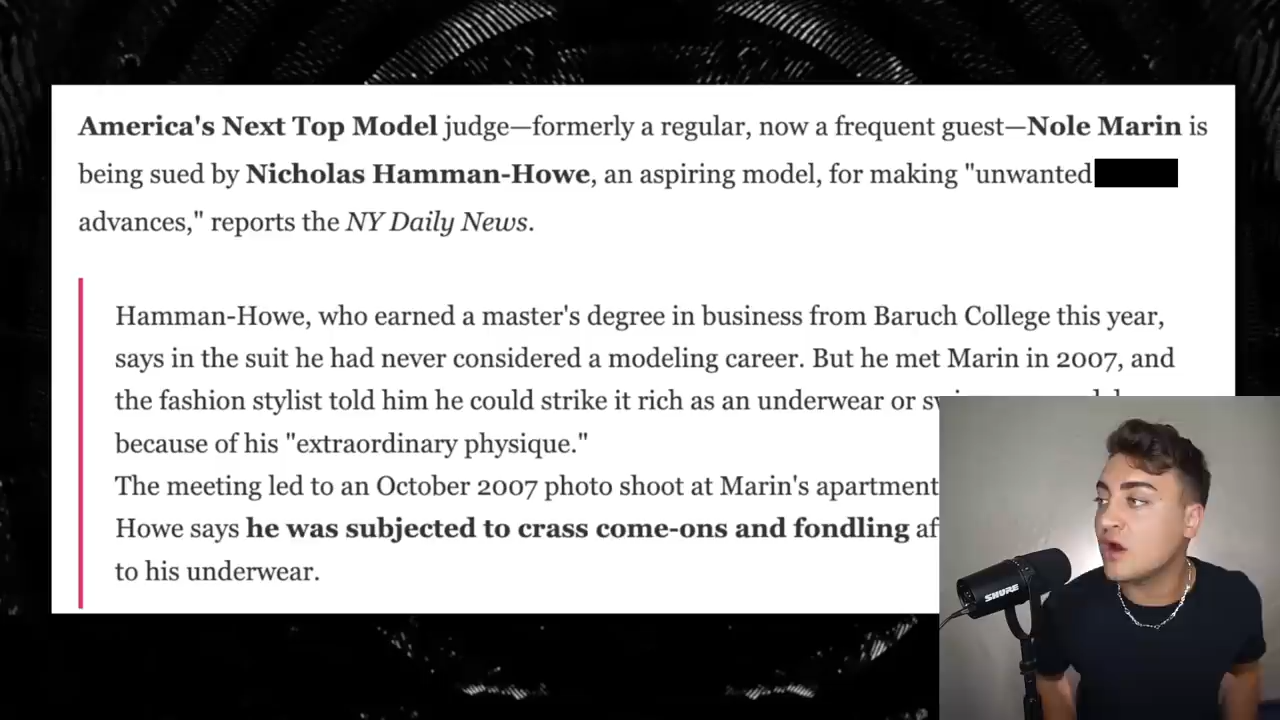 America's Next Top Model judge—formerly a regular, now a frequent guest—Nole Marin is
being sued by Nicholas Hamman-Howe, an aspiring model, for making "unwanted
advances," reports the NY Daily News.
Hamman-Howe, who earned a master's degree in business from Baruch College this year,
says in the suit he had never considered a modeling career. But he met Marin in 2007, and
the fashion stylist told him he could strike it rich as an underwear or
because of his "extraordinary physique."
The meeting led to an October 2007 photo shoot at Marin's apartment
Howe says he was subjected to crass come-ons and fondling
to his underwear.
SHURE